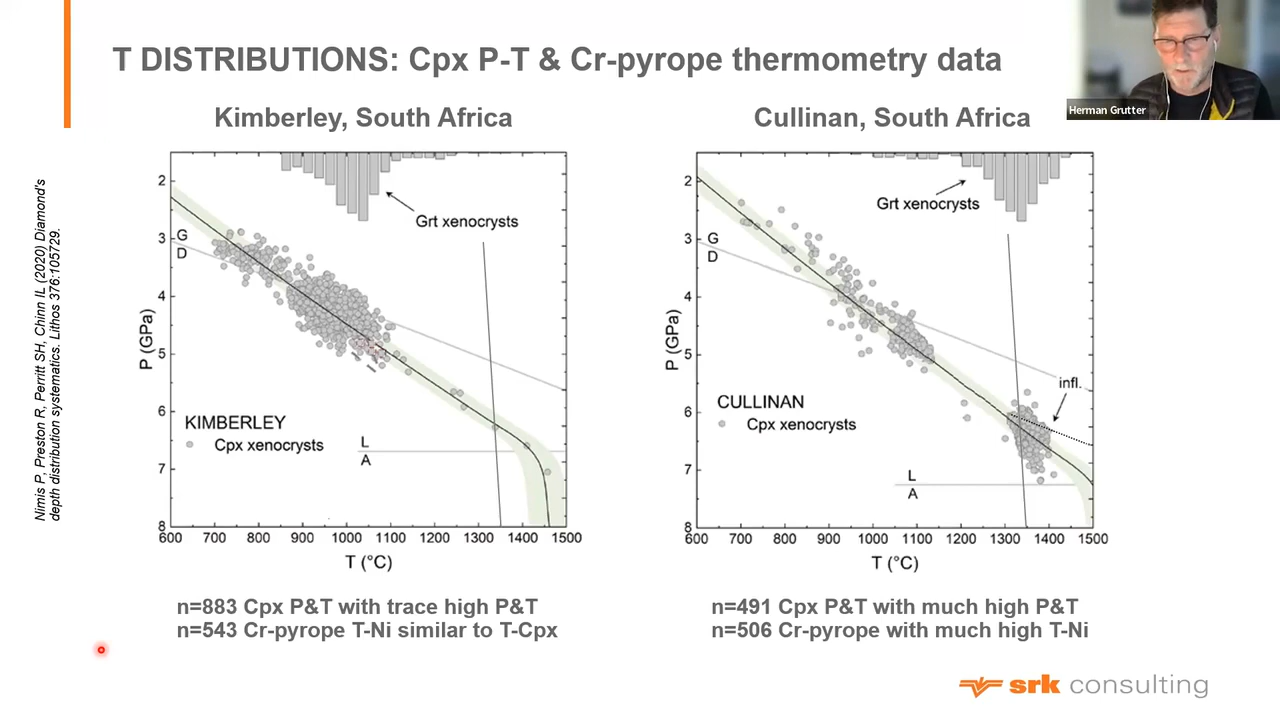 T DISTRIBUTIONS: Cpx P-T & Cr-pyrope thermometry data
Herman Grutter
Kimberley, South Africa
Cullinan, South Africa
Nimis P, Preston R, Perritt SH, Chinn IL (2020) Diamond's
depth distribution systematics. Lithos 376:105729.
2
3
4
5
6
7
8
P (GPa)
G
D
Grt xenocrysts
KIMBERLEY
Cpx xenocrysts
L
A
600 700 800 900 1000 1100 1200 1300 1400 1500
T (°C)
2
3
4
5
6
7
8
P (GPa)
G
D
Grt xenocrysts
infl.
CULLINAN
Cpx xenocrysts
L
A
600 700 800 900 1000 1100 1200 1300 1400 1500
T (°C)
n=883 Cpx P&T with trace high P&T
n=543 Cr-pyrope T-Ni similar to T-Cpx
n=491 Cpx P&T with much high P&T
n=506 Cr-pyrope with much high T-Ni
srk consulting